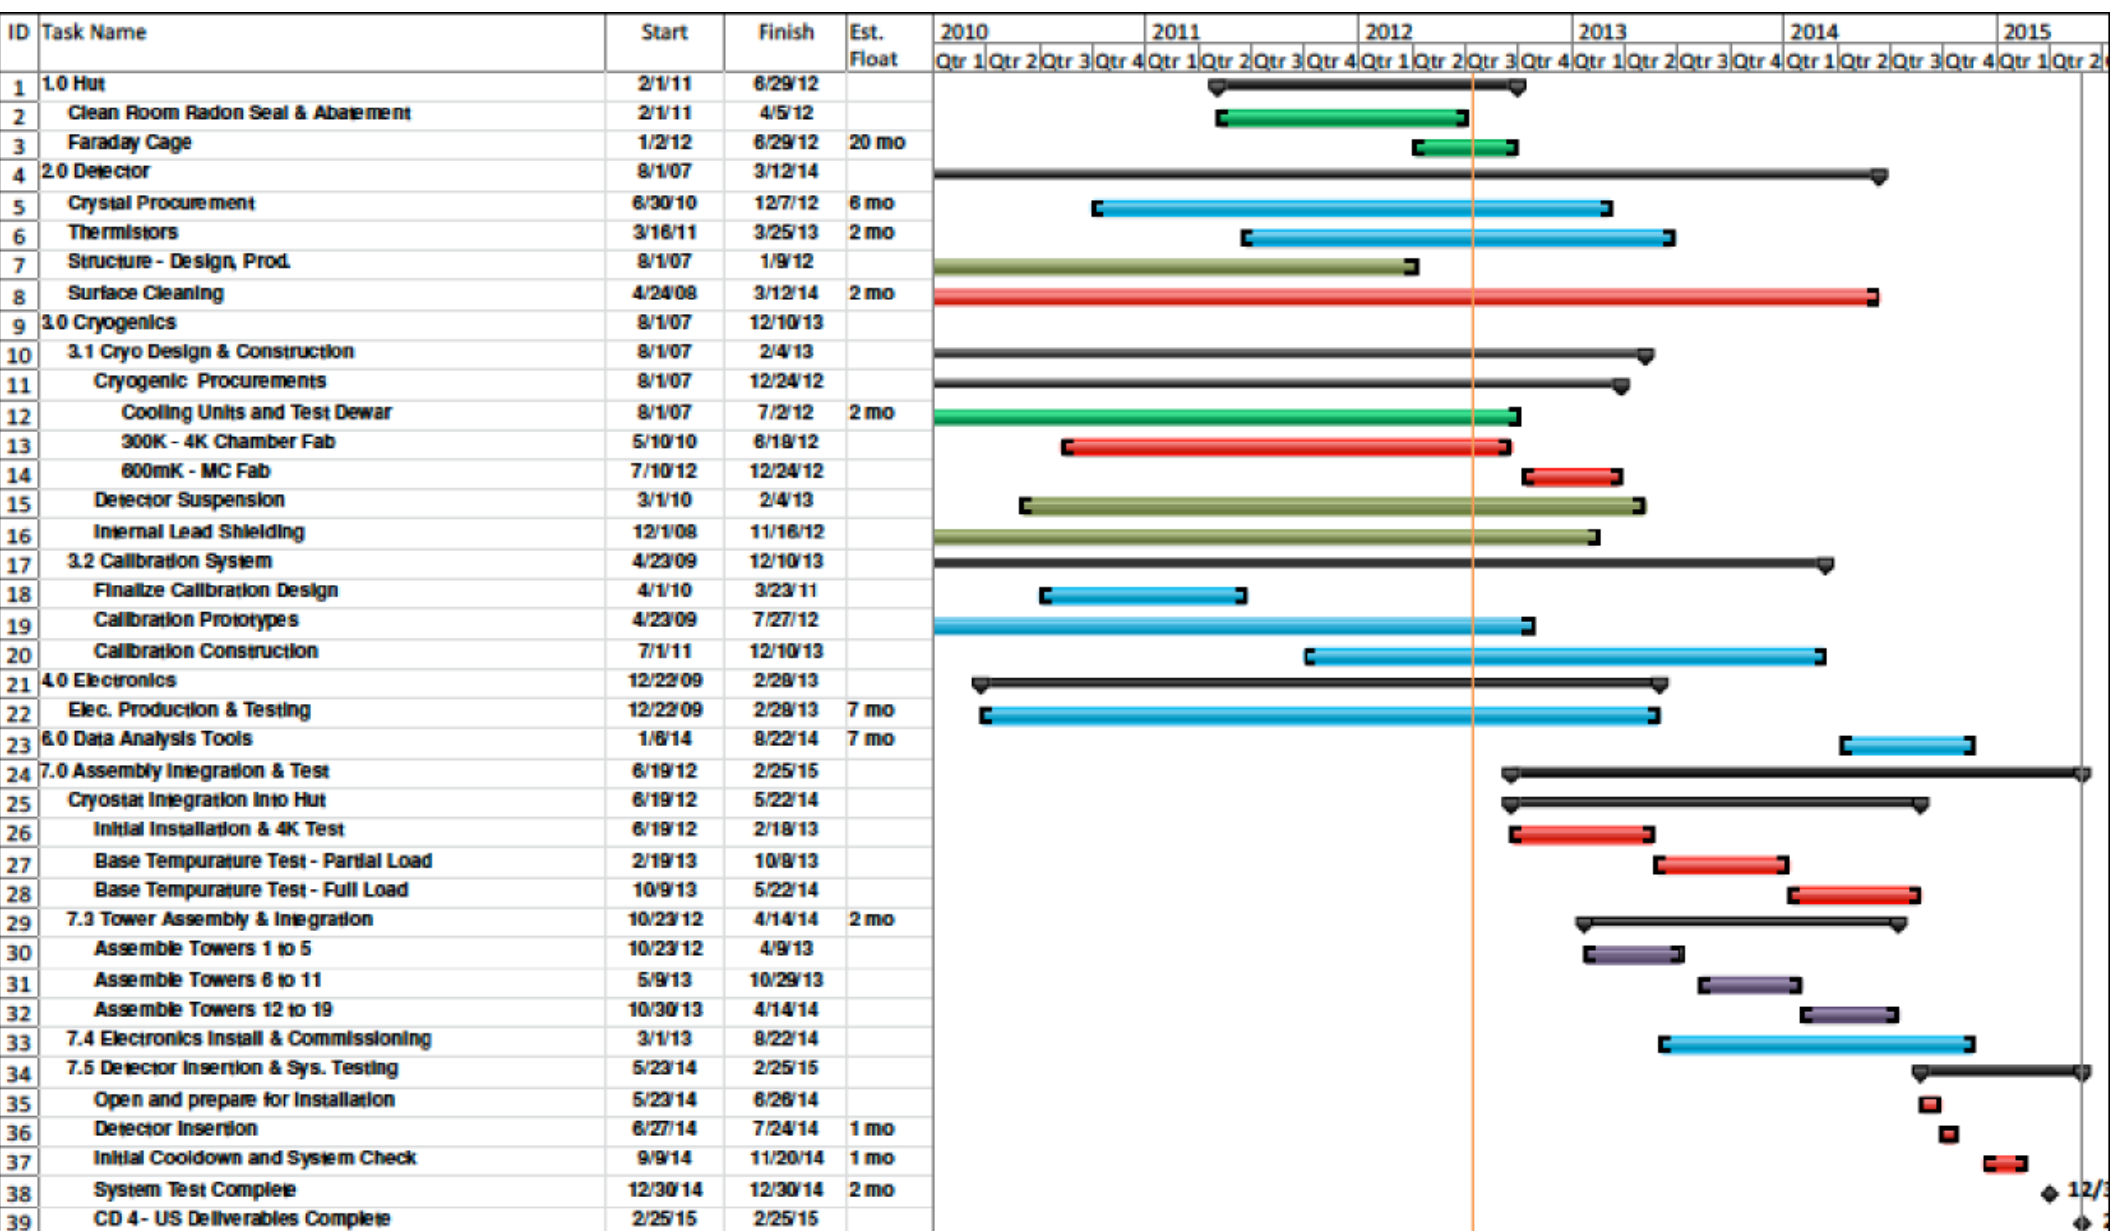 ID Task Name Start Finish Est. Float 2010 2011 2012 2013 2014 2015
Qtr 1 Qtr 2 Qtr 3 Qtr 4 Qtr 1 Qtr 2 Qtr 3 Qtr 4 Qtr 1 Qtr 2 Qtr 3 Qtr 4 Qtr 1 Qtr 2 Qtr 3 Qtr 4 Qtr 1 Qtr 2 Qtr 3 Qtr 4 Qtr 1 Qtr 2
1 1.0 Hut 2/1/11 6/29/12
2 Clean Room Radon Seal & Abatement 2/1/11 4/5/12
3 Faraday Cage 1/2/12 6/29/12 20 mo
4 2.0 Detector 8/1/07 3/12/14
5 Crystal Procurement 6/30/10 12/7/12 6 mo
6 Thermistors 3/16/11 3/25/13 2 mo
7 Structure - Design, Prod. 8/1/07 1/9/12
8 Surface Cleaning 4/24/08 3/12/14 2 mo
9 3.0 Cryogenics 8/1/07 12/10/13
10 3.1 Cryo Design & Construction 8/1/07 2/4/13
11 Cryogenic Procurements 8/1/07 12/24/12
12 Cooling Units and Test Dewar 8/1/07 7/2/12 2 mo
13 300K - 4K Chamber Fab 5/10/10 6/18/12
14 600mK - MC Fab 7/10/12 12/24/12
15 Detector Suspension 3/1/10 2/4/13
16 Internal Lead Shielding 12/1/08 11/16/12
17 3.2 Calibration System 4/23/09 12/10/13
18 Finalize Calibration Design 4/1/10 3/23/11
19 Calibration Prototypes 4/23/09 7/27/12
20 Calibration Construction 7/1/11 12/10/13
21 4.0 Electronics 12/22/09 2/28/13
22 Elec. Production & Testing 12/22/09 2/28/13 7 mo
23 6.0 Data Analysis Tools 1/6/14 8/22/14 7 mo
24 7.0 Assembly Integration & Test 6/19/12 2/25/15
25 Cryostat Integration Into Hut 6/19/12 5/22/14
26 Initial Installation & 4K Test 6/19/12 2/18/13
27 Base Tempurature Test - Partial Load 2/19/13 10/8/13
28 Base Tempurature Test - Full Load 10/9/13 5/22/14
29 7.3 Tower Assembly & Integration 10/23/12 4/14/14 2 mo
30 Assemble Towers 1 to 5 10/23/12 4/9/13
31 Assemble Towers 6 to 11 5/9/13 10/29/13
32 Assemble Towers 12 to 19 10/30/13 4/14/14
33 7.4 Electronics Install & Commissioning 3/1/13 8/22/14
34 7.5 Detector Insertion & Sys. Testing 5/23/14 2/25/15
35 Open and prepare for Installation 5/23/14 6/26/14
36 Detector Insertion 6/27/14 7/24/14 1 mo
37 Initial Cooldown and System Check 9/9/14 11/20/14 1 mo
38 System Test Complete 12/30/14 12/30/14 2 mo
39 CD 4 - US Deliverables Complete 2/25/15 2/25/15